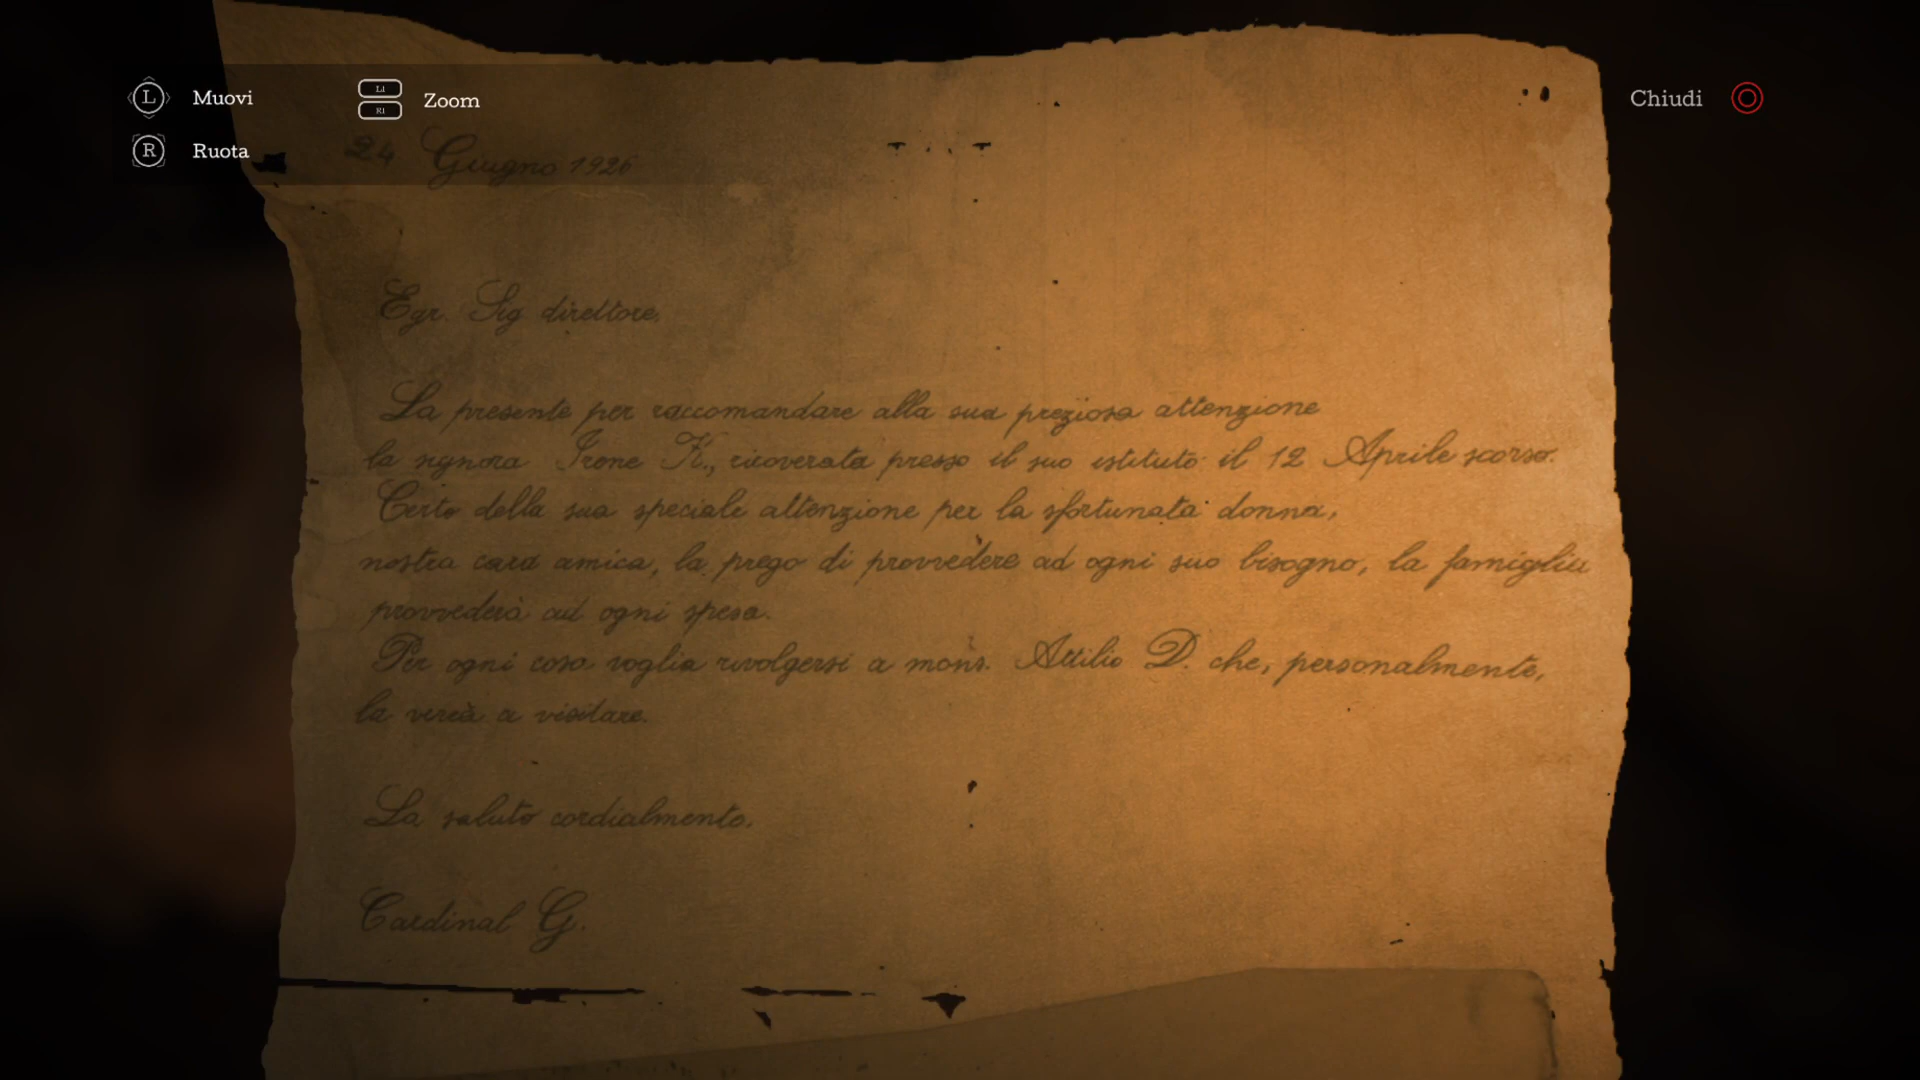 L Muovi
L1
R1
Zoom
Chiudi
R Ruota
24 Giugno 1926
Egr. Sig direttore.
La presente per raccomandare alla sua preziosa attenzione
la signora Irene K., ricoverata presso il suo istituto il 12 Aprile scorso.
Certo della sua speciale attenzione per la sfortunata donna,
nostra cara amica, la prego di provvedere ad ogni suo bisogno, la famiglia
provvederà ad ogni spesa.
Per ogni cosa voglia rivolgersi a mons. Attilio D. che, personalmente,
la verrà a visitare.
La saluto cordialmente.
Cardinal G.